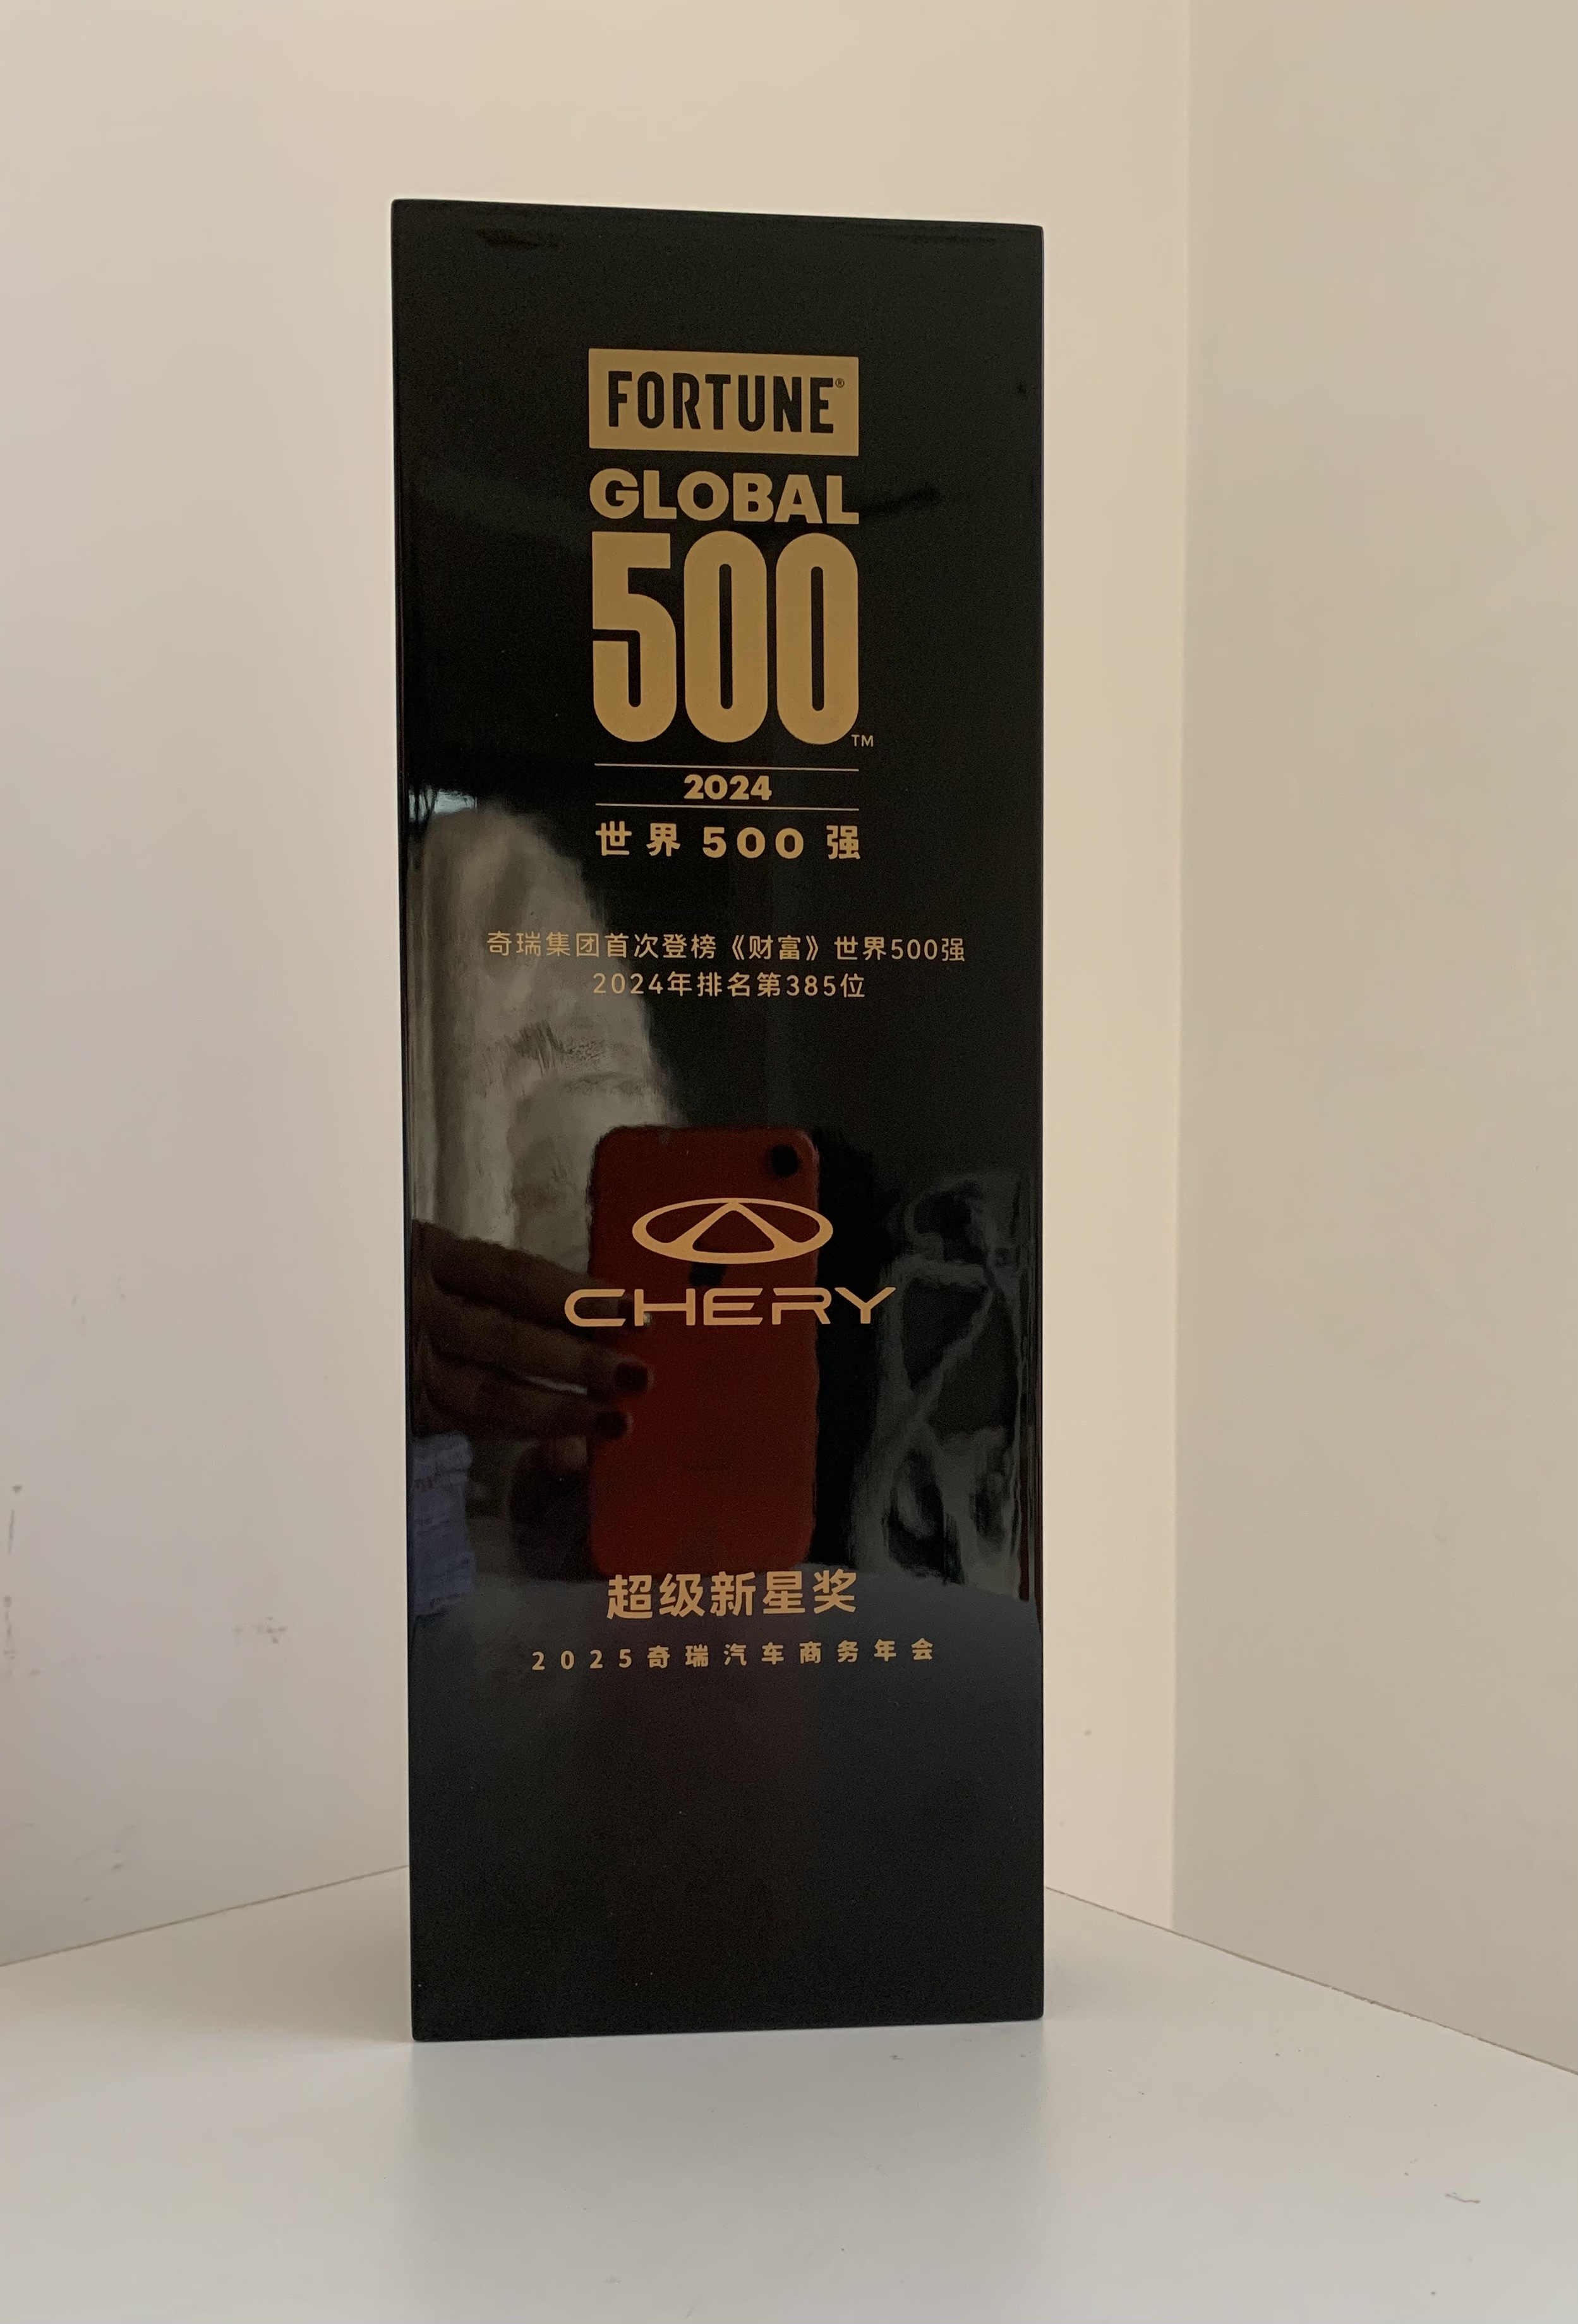 FORTUNE®
GLOBAL
500™
2024
世界 500 强
奇瑞集团首次登榜《财富》世界500强
2024年排名第385位
CHERY
超级新星奖
2025奇瑞汽车商务年会